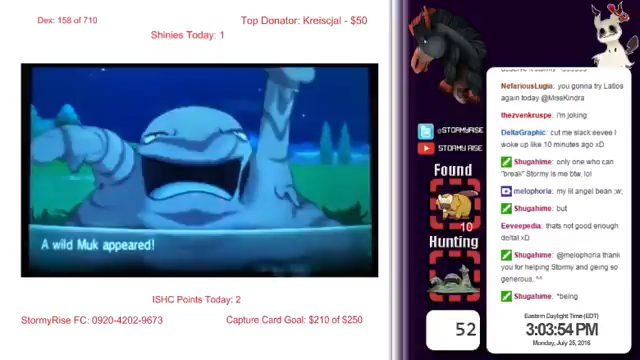 Dex: 158 of 710
Top Donator: Kreiscjal - $50
Shinies Today: 1
A wild Muk appeared!
ISHC Points Today: 2
StormyRise FC: 0920-4202-9673
Capture Card Goal: $210 of $250
@STORMYRISE
STORMY RISE
Found
10
Hunting
52
NefariousLugia: you gonna try Latios
again today @MissKindra
thezvenkruspe: i'm joking
DeltaGraphic: cut me slack eevee I
woke up like 10 minutes ago xD
Shugahime: only one who can
"break" Stormy is me btw, lol
melophoria: my lil angel bean ;w;
Shugahime: but
Eeveepedia: thats not good enough
delta! xD
Shugahime: @melophoria thank
you for helping Stormy and geing so
generous. ^^
Shugahime: *being
Eastern Daylight Time (EDT)
3:03:54 PM
Monday, July 25, 2016